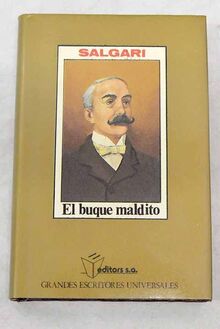 SALGARI
El buque maldito
editors s.a.
GRANDES ESCRITORES UNIVERSALES